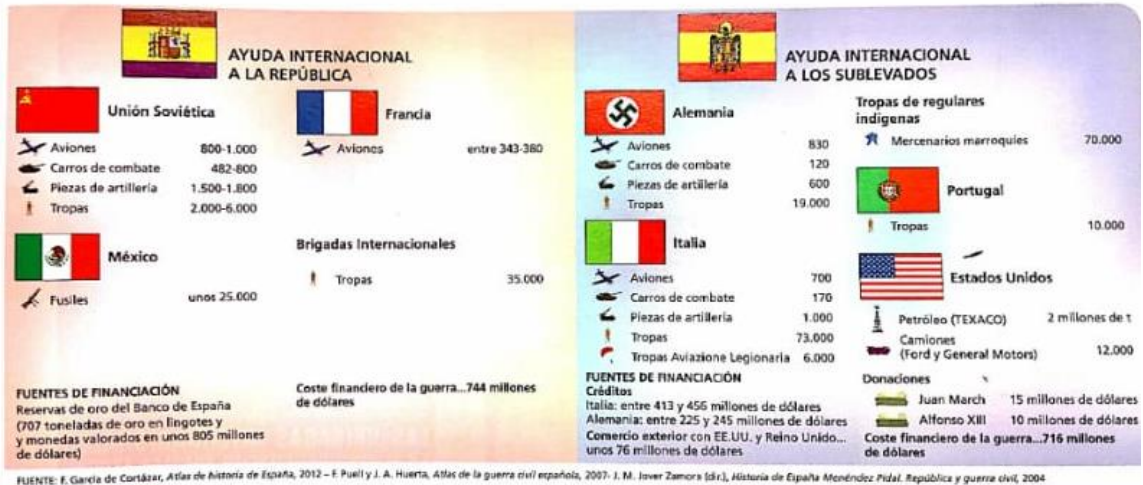 AYUDA INTERNACIONAL
A LA REPÚBLICA
Unión Soviética
Aviones 800-1.000
Carros de combate 482-800
Piezas de artillería 1.500-1.800
Tropas 2.000-6.000
Francia
Aviones entre 343-380
México
Fusiles unos 25.000
Brigadas Internacionales
Tropas 35.000
FUENTES DE FINANCIACIÓN
Reservas de oro del Banco de España
(707 toneladas de oro en lingotes y
y monedas valorados en unos 805 millones
de dólares)
Coste financiero de la guerra...744 millones
de dólares
AYUDA INTERNACIONAL
A LOS SUBLEVADOS
Alemania
Aviones 830
Carros de combate 120
Piezas de artillería 600
Tropas 19.000
Italia
Aviones 700
Carros de combate 170
Piezas de artillería 1.000
Tropas 73.000
Tropas Aviazione Legionaria 6.000
FUENTES DE FINANCIACIÓN
Créditos
Italia: entre 413 y 456 millones de dólares
Alemania: entre 225 y 245 millones de dólares
Comercio exterior con EE.UU. y Reino Unido...
unos 76 millones de dólares
Tropas de regulares
indígenas
Mercenarios marroquíes 70.000
Portugal
Tropas 10.000
Estados Unidos
Petróleo (TEXACO) 2 millones de t
Camiones
(Ford y General Motors) 12.000
Donaciones
Juan March 15 millones de dólares
Alfonso XIII 10 millones de dólares
Coste financiero de la guerra...716 millones
de dólares
FUENTE: F. García de Cortázar, Atlas de historia de España, 2012 – F. Puell y J. A. Huerta, Atlas de la guerra civil española, 2007- J. M. Jover Zamora (dir.), Historia de España Menéndez Pidal. República y guerra civil, 2004